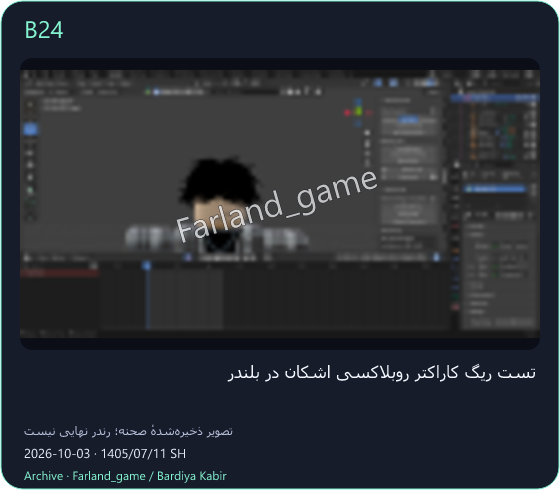 B24
Farland_game
تست ریگ کاراکتر روبلاکسی اشکان در بلندر
تصویر ذخیره‌شدهٔ صحنه؛ رندر نهایی نیست
2026-10-03 · 1405/07/11 SH
Archive · Farland_game / Bardiya Kabir